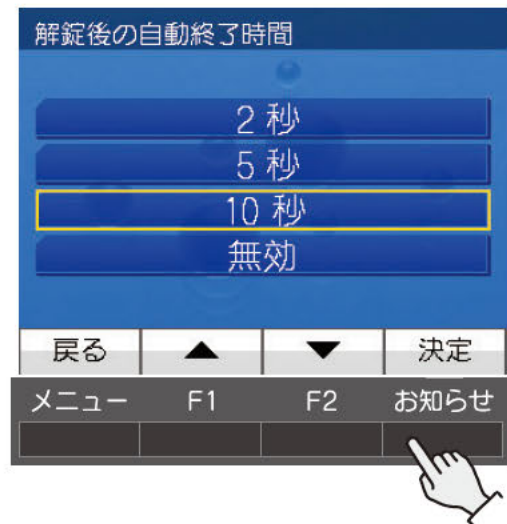 解錠後の自動終了時間
2 秒
5 秒
10 秒
無効
戻る ▲ ▼ 決定
メニュー F1 F2 お知らせ